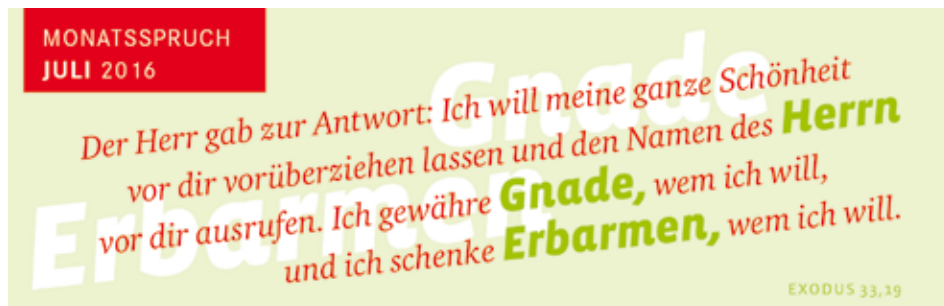 MONATSSPRUCH
JULI 2016
Gnade
Erbarmen
Der Herr gab zur Antwort: Ich will meine ganze Schönheit
vor dir vorüberziehen lassen und den Namen des Herrn
vor dir ausrufen. Ich gewähre Gnade, wem ich will,
und ich schenke Erbarmen, wem ich will.
EXODUS 33,19